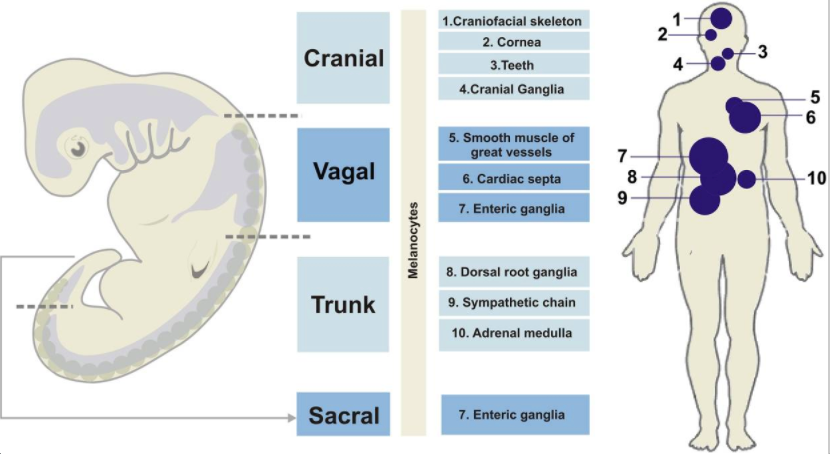 Cranial
Vagal
Trunk
Sacral
Melanocytes
1.Craniofacial skeleton
2. Cornea
3.Teeth
4.Cranial Ganglia
5. Smooth muscle of
great vessels
6. Cardiac septa
7. Enteric ganglia
8. Dorsal root ganglia
9. Sympathetic chain
10. Adrenal medulla
7. Enteric ganglia
1
2
3
4
5
6
7
8
10
9